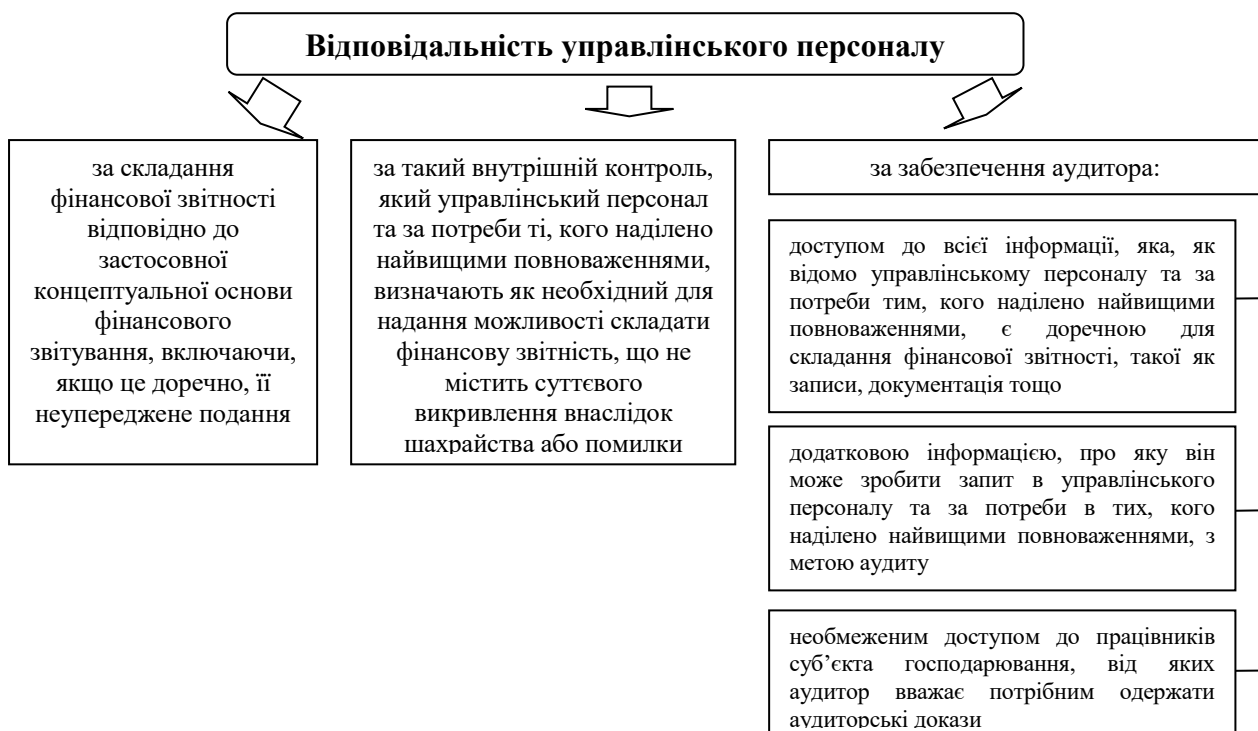 Відповідальність управлінського персоналу
за складання
фінансової звітності
відповідно до
застосовної
концептуальної основи
фінансового
звітування, включаючи,
якщо це доречно, її
неупереджене подання
за такий внутрішній контроль,
який управлінський персонал
та за потреби ті, кого наділено
найвищими повноваженнями,
визначають як необхідний для
надання можливості складати
фінансову звітність, що не
містить суттєвого
викривлення внаслідок
шахрайства або помилки
за забезпечення аудитора:
доступом до всієї інформації, яка, як
відомо управлінському персоналу та за
потреби тим, кого наділено найвищими
повноваженнями, є доречною для
складання фінансової звітності, такої як
записи, документація тощо
додатковою інформацією, про яку він
може зробити запит в управлінського
персоналу та за потреби в тих, кого
наділено найвищими повноваженнями, з
метою аудиту
необмеженим доступом до працівників
суб’єкта господарювання, від яких
аудитор вважає потрібним одержати
аудиторські докази